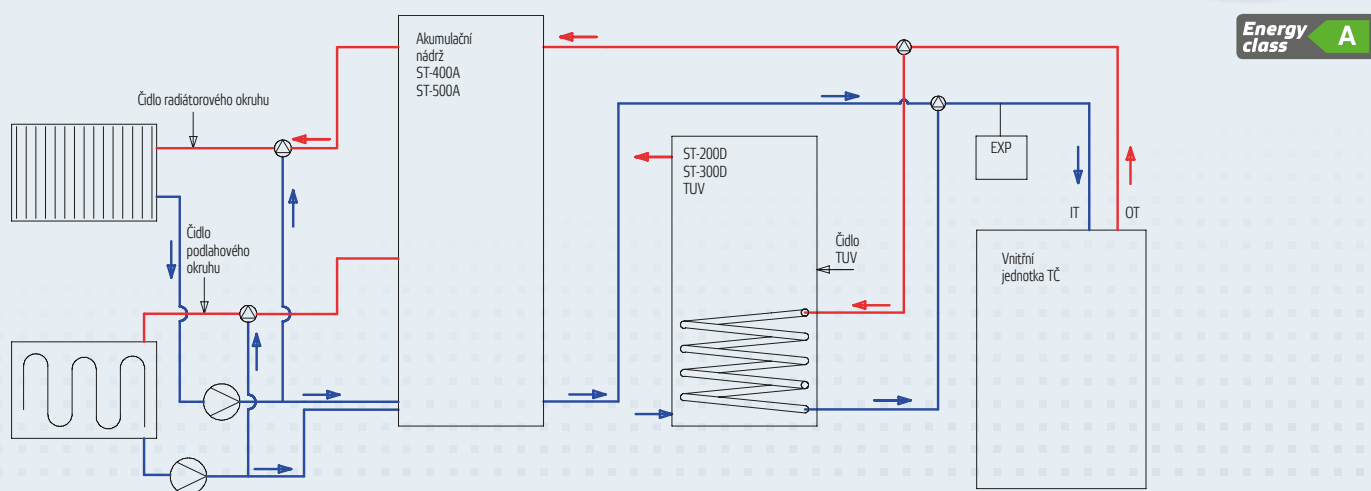 Energy
class
A
Akumulační
nádrž
ST-400A
ST-500A
Čidlo radiátorového okruhu
ST-200D
ST-300D
TUV
EXP
Čidlo
podlahového
okruhu
Čidlo
TUV
IT
OT
Vnitřní
jednotka TČ